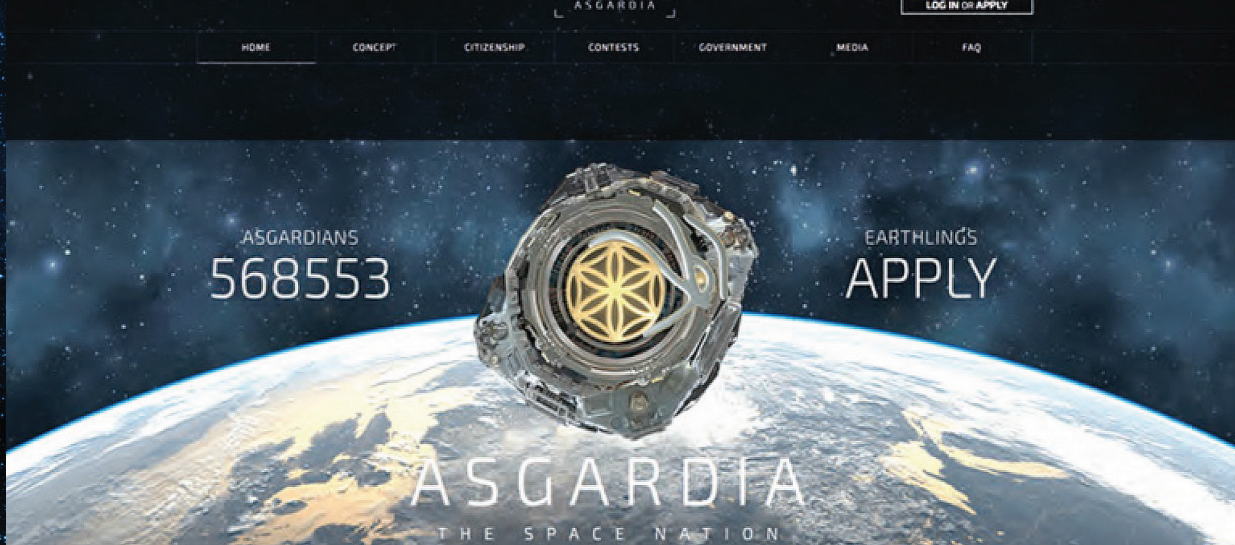 ASGARDIA
LOG IN OR APPLY
HOME CONCEPT CITIZENSHIP CONTESTS GOVERNMENT MEDIA FAQ
ASGARDIANS
568553
EARTHLINGS
APPLY
ASGARDIA
THE SPACE NATION